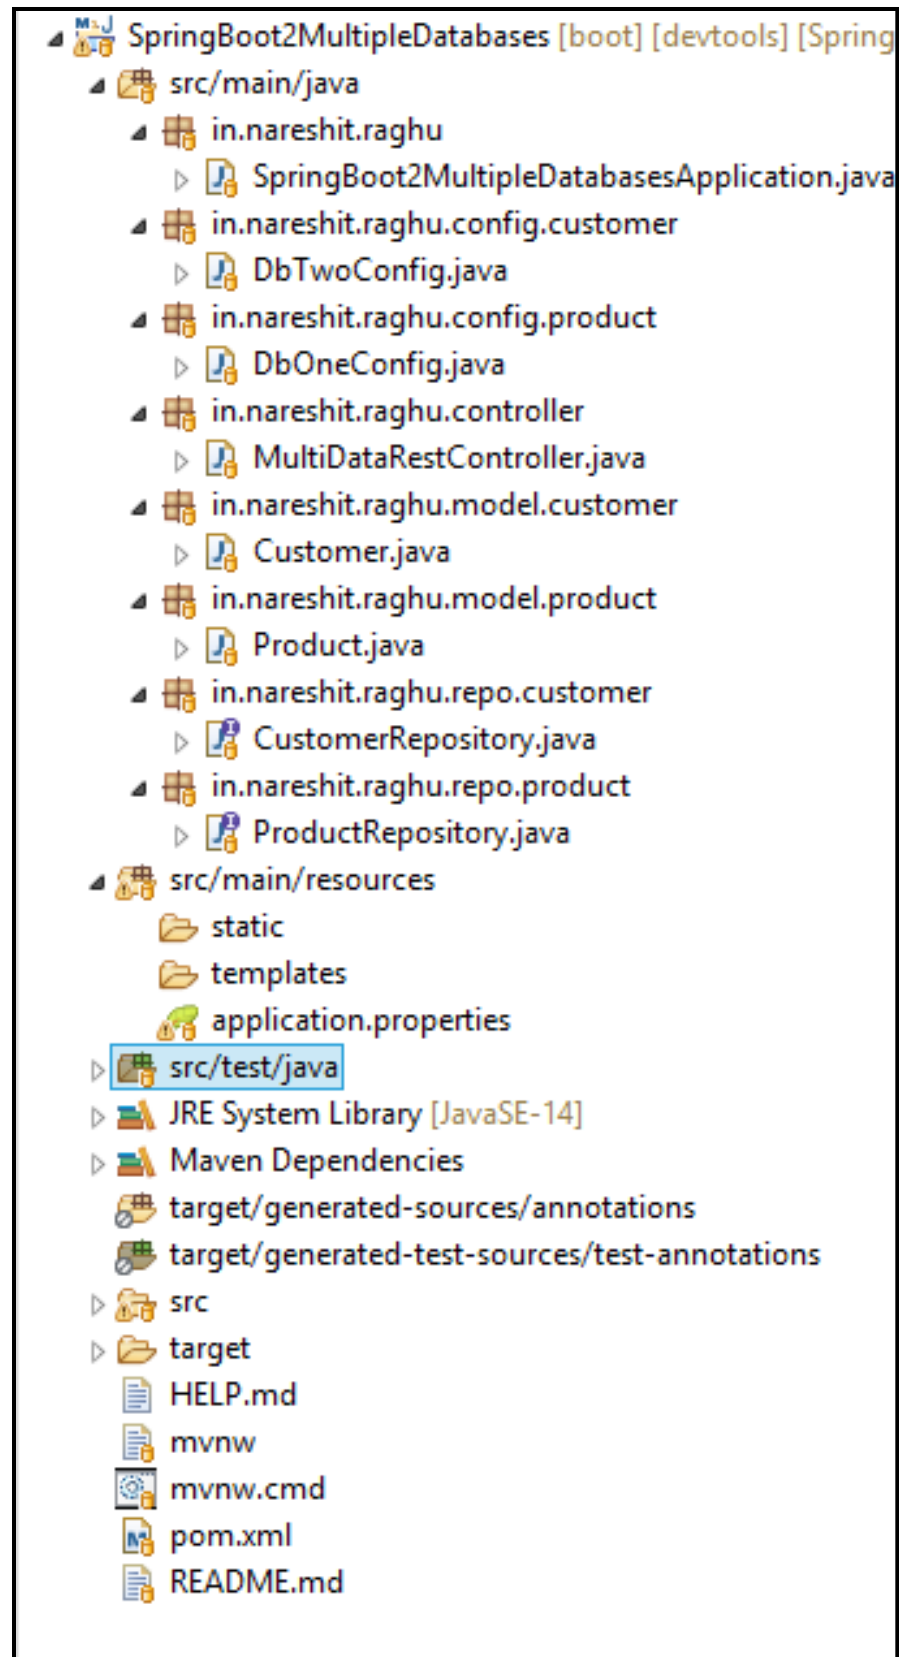 SpringBoot2MultipleDatabases [boot] [devtools] [Spring
src/main/java
in.nareshit.raghu
SpringBoot2MultipleDatabasesApplication.java
in.nareshit.raghu.config.customer
DbTwoConfig.java
in.nareshit.raghu.config.product
DbOneConfig.java
in.nareshit.raghu.controller
MultiDataRestController.java
in.nareshit.raghu.model.customer
Customer.java
in.nareshit.raghu.model.product
Product.java
in.nareshit.raghu.repo.customer
CustomerRepository.java
in.nareshit.raghu.repo.product
ProductRepository.java
src/main/resources
static
templates
application.properties
src/test/java
JRE System Library [JavaSE-14]
Maven Dependencies
target/generated-sources/annotations
target/generated-test-sources/test-annotations
src
target
HELP.md
mvnw
mvnw.cmd
pom.xml
README.md